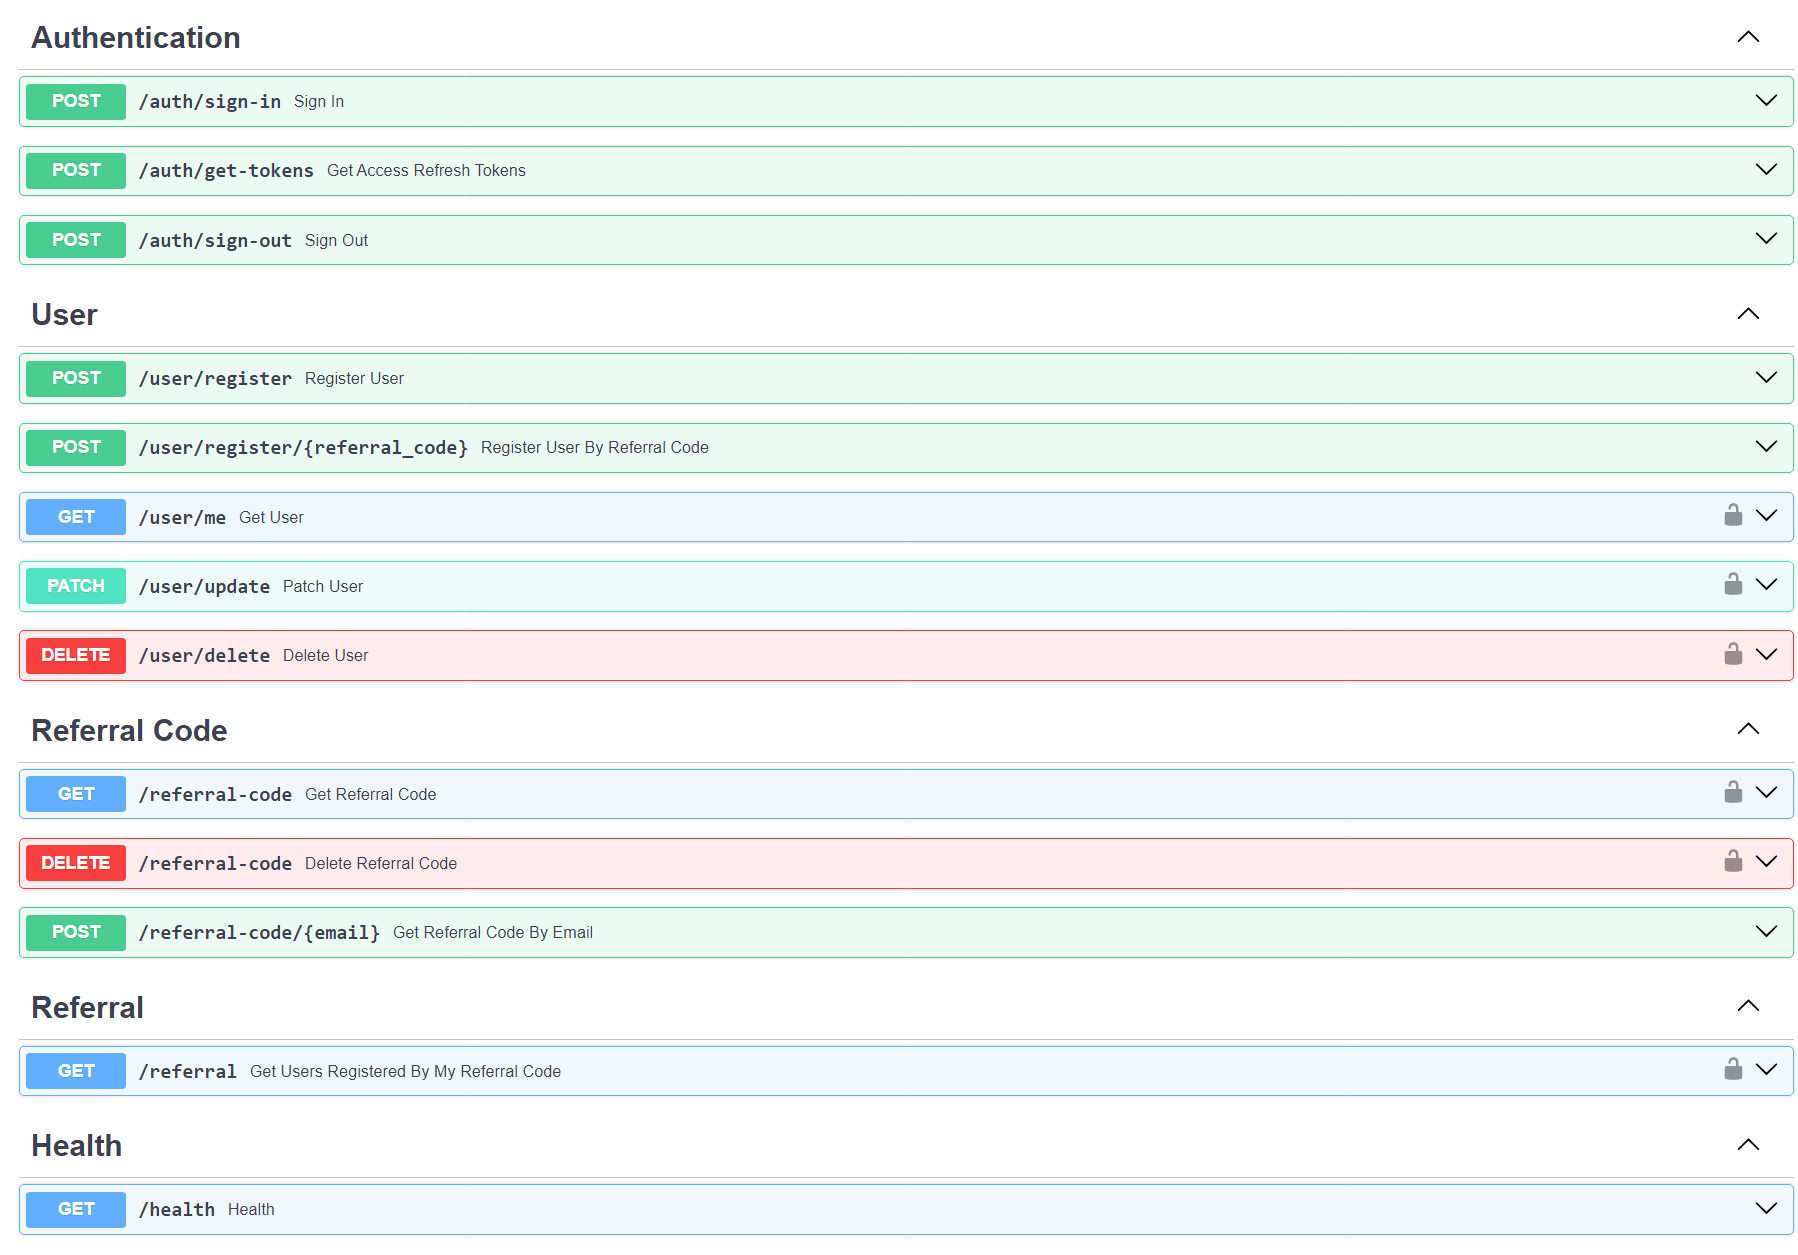 Authentication
POST /auth/sign-in Sign In
POST /auth/get-tokens Get Access Refresh Tokens
POST /auth/sign-out Sign Out
User
POST /user/register Register User
POST /user/register/{referral_code} Register User By Referral Code
GET /user/me Get User
PATCH /user/update Patch User
DELETE /user/delete Delete User
Referral Code
GET /referral-code Get Referral Code
DELETE /referral-code Delete Referral Code
POST /referral-code/{email} Get Referral Code By Email
Referral
GET /referral Get Users Registered By My Referral Code
Health
GET /health Health